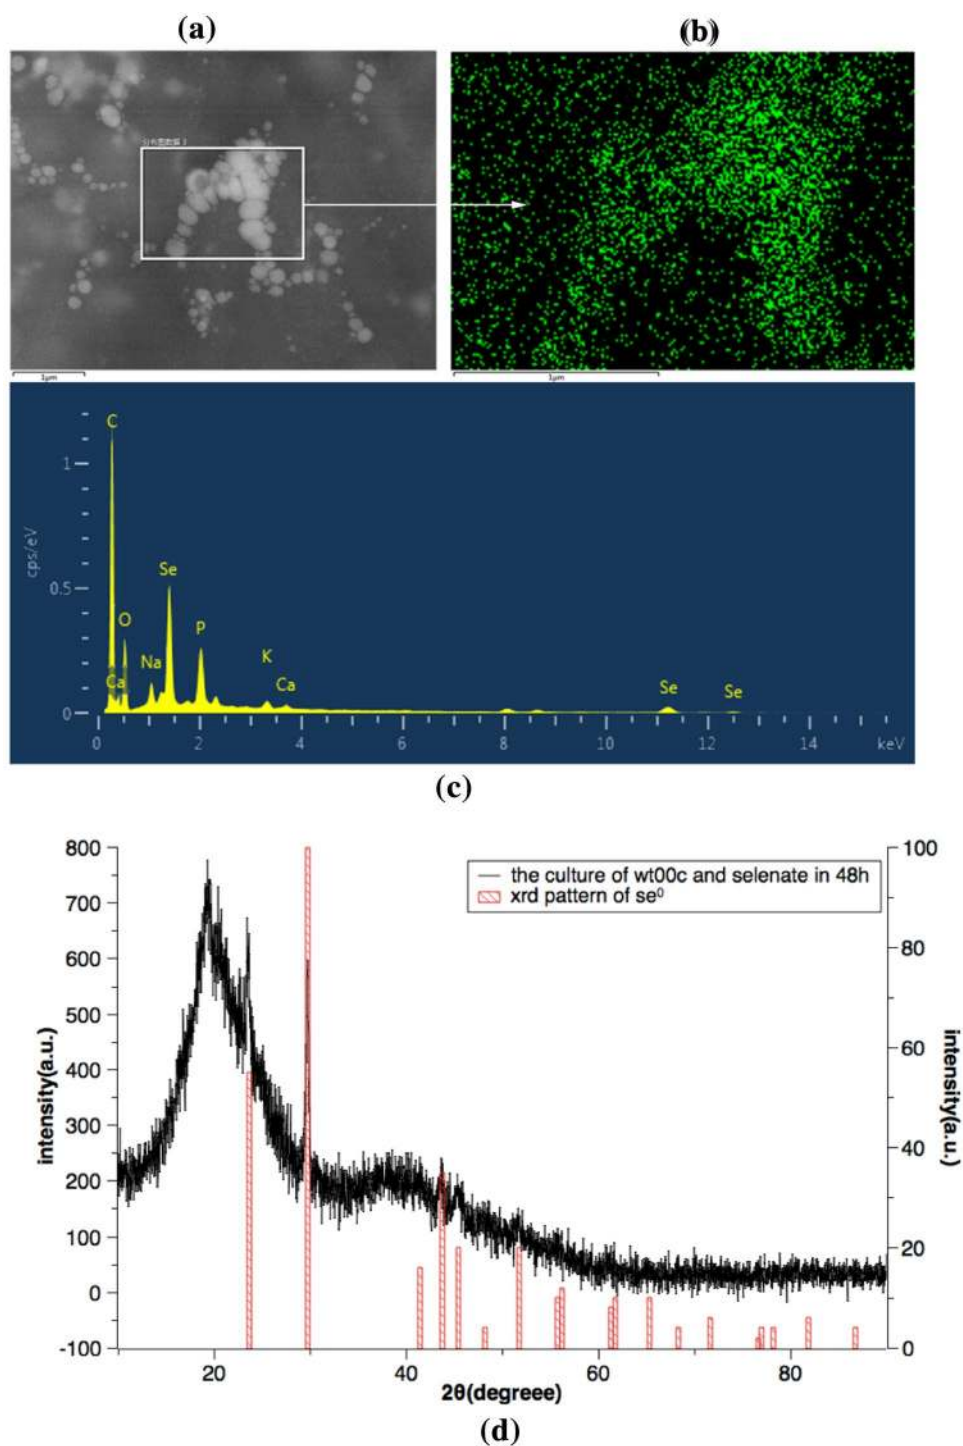 (a)
(b)
1μm
1μm
C
1
cps/eV
Se
0.5
O
P
Na
K
Ca
Ca
Se
Se
0
0
2
4
6
8
10
12
14
keV
(c)
800
100
the culture of wt00c and selenate in 48h
xrd pattern of se⁰
700
80
600
500
60
400
intensity(a.u.)
intensity(a.u.)
300
40
200
100
20
0
-100
0
20
40
60
80
2θ(degreee)
(d)